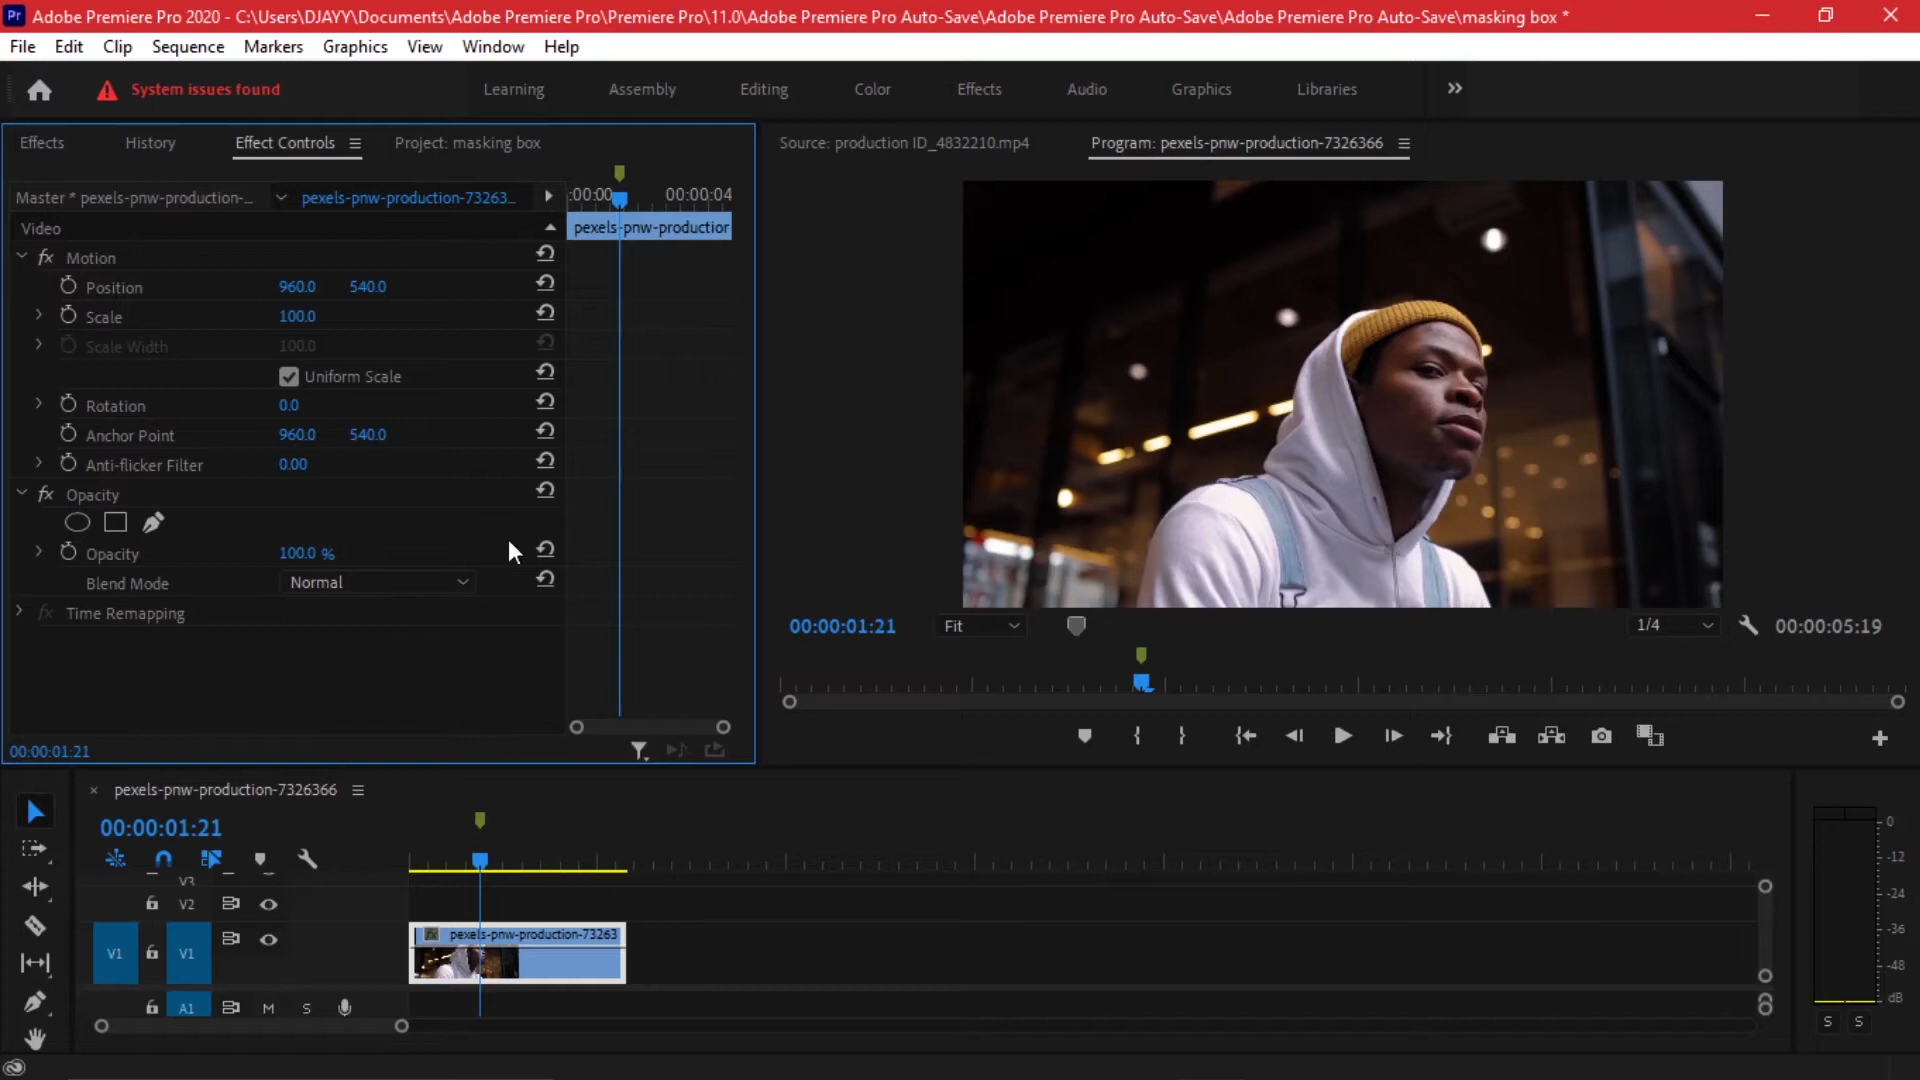 Pr Adobe Premiere Pro 2020 - C:\Users\DJAYY\Documents\Adobe Premiere Pro\Premiere Pro\11.0\Adobe Premiere Pro Auto-Save\Adobe Premiere Pro Auto-Save\Adobe Premiere Pro Auto-Save\masking box *
File Edit Clip Sequence Markers Graphics View Window Help
System issues found Learning Assembly Editing Color Effects Audio Graphics Libraries
Effects History Effect Controls Project: masking box
Source: production ID_4832210.mp4 Program: pexels-pnw-production-7326366
Master * pexels-pnw-production-... pexels-pnw-production-73263... :00:00 00:00:04
Video pexels-pnw-production
fx Motion
Position 960.0 540.0
Scale 100.0
Scale Width 100.0
Uniform Scale
Rotation 0.0
Anchor Point 960.0 540.0
Anti-flicker Filter 0.00
fx Opacity
Opacity 100.0 %
Blend Mode Normal
fx Time Remapping
00:00:01:21 Fit 1/4 00:00:05:19
00:00:01:21
pexels-pnw-production-7326366
00:00:01:21
V3
V2
V1 V1 fx pexels-pnw-production-73263
A1 M S
0
-12
-24
-36
-48
dB
S S